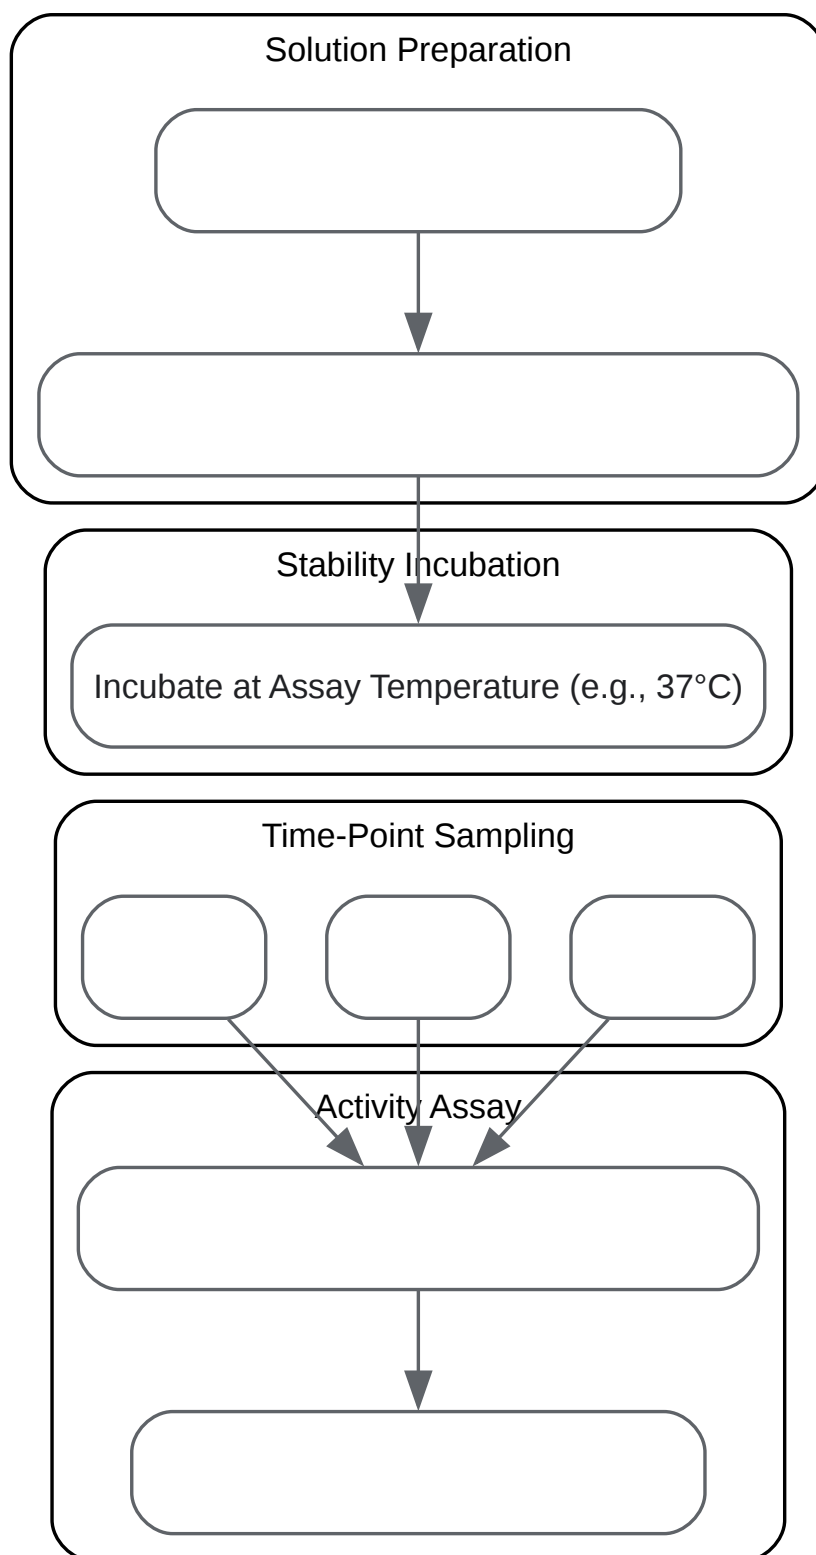 Solution Preparation
Stability Incubation
Incubate at Assay Temperature (e.g., 37°C)
Time-Point Sampling
Activity Assay